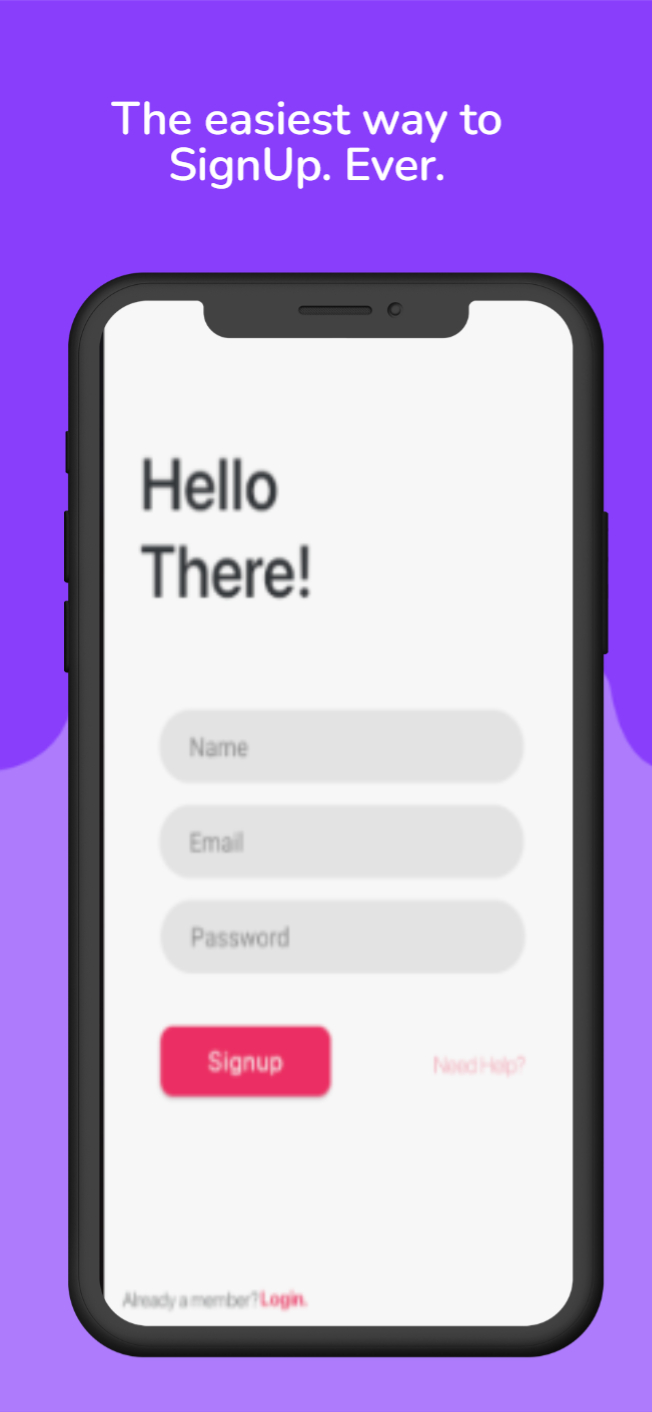 The easiest way to
SignUp. Ever.
Hello
There!
Name
Email
Password
Signup
Need Help?
Already a member? Login.